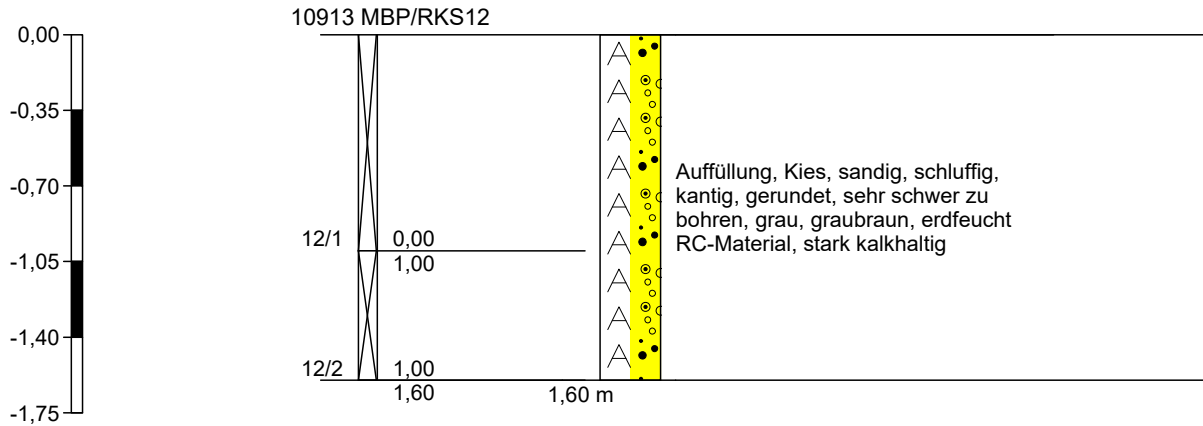 10913 MBP/RKS12
0,00
-0,35
-0,70
-1,05
-1,40
-1,75
12/1
0,00
1,00
12/2
1,00
1,60
1,60 m
Auffüllung, Kies, sandig, schluffig,
kantig, gerundet, sehr schwer zu
bohren, grau, graubraun, erdfeucht
RC-Material, stark kalkhaltig